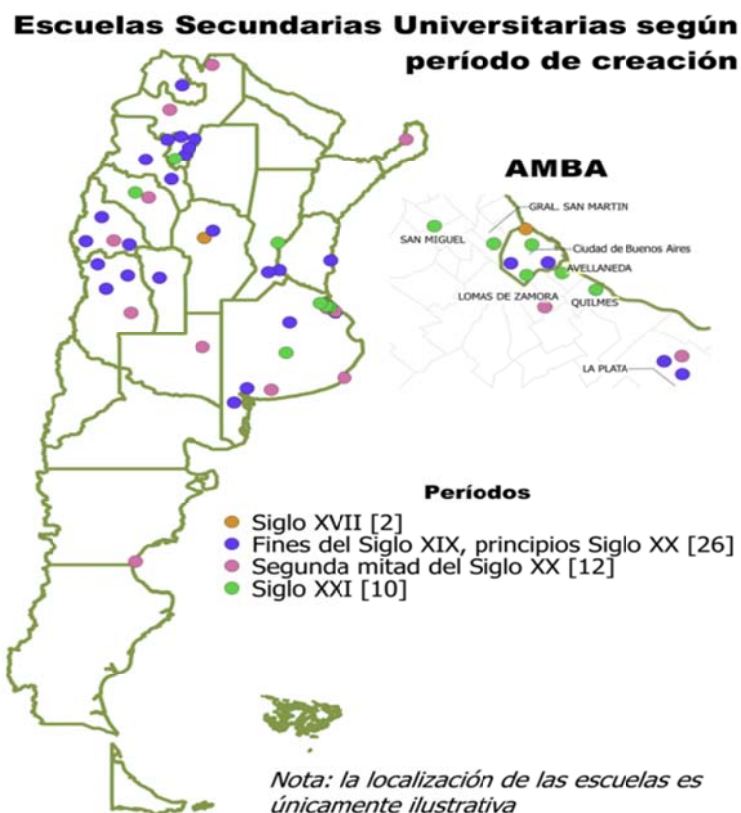 Escuelas Secundarias Universitarias según
período de creación
AMBA
GRAL. SAN MARTIN
SAN MIGUEL
Ciudad de Buenos Aires
AVELLANEDA
LOMAS DE ZAMORA
QUILMES
LA PLATA
Períodos
Siglo XVII [2]
Fines del Siglo XIX, principios Siglo XX [26]
Segunda mitad del Siglo XX [12]
Siglo XXI [10]
Nota: la localización de las escuelas es
únicamente ilustrativa